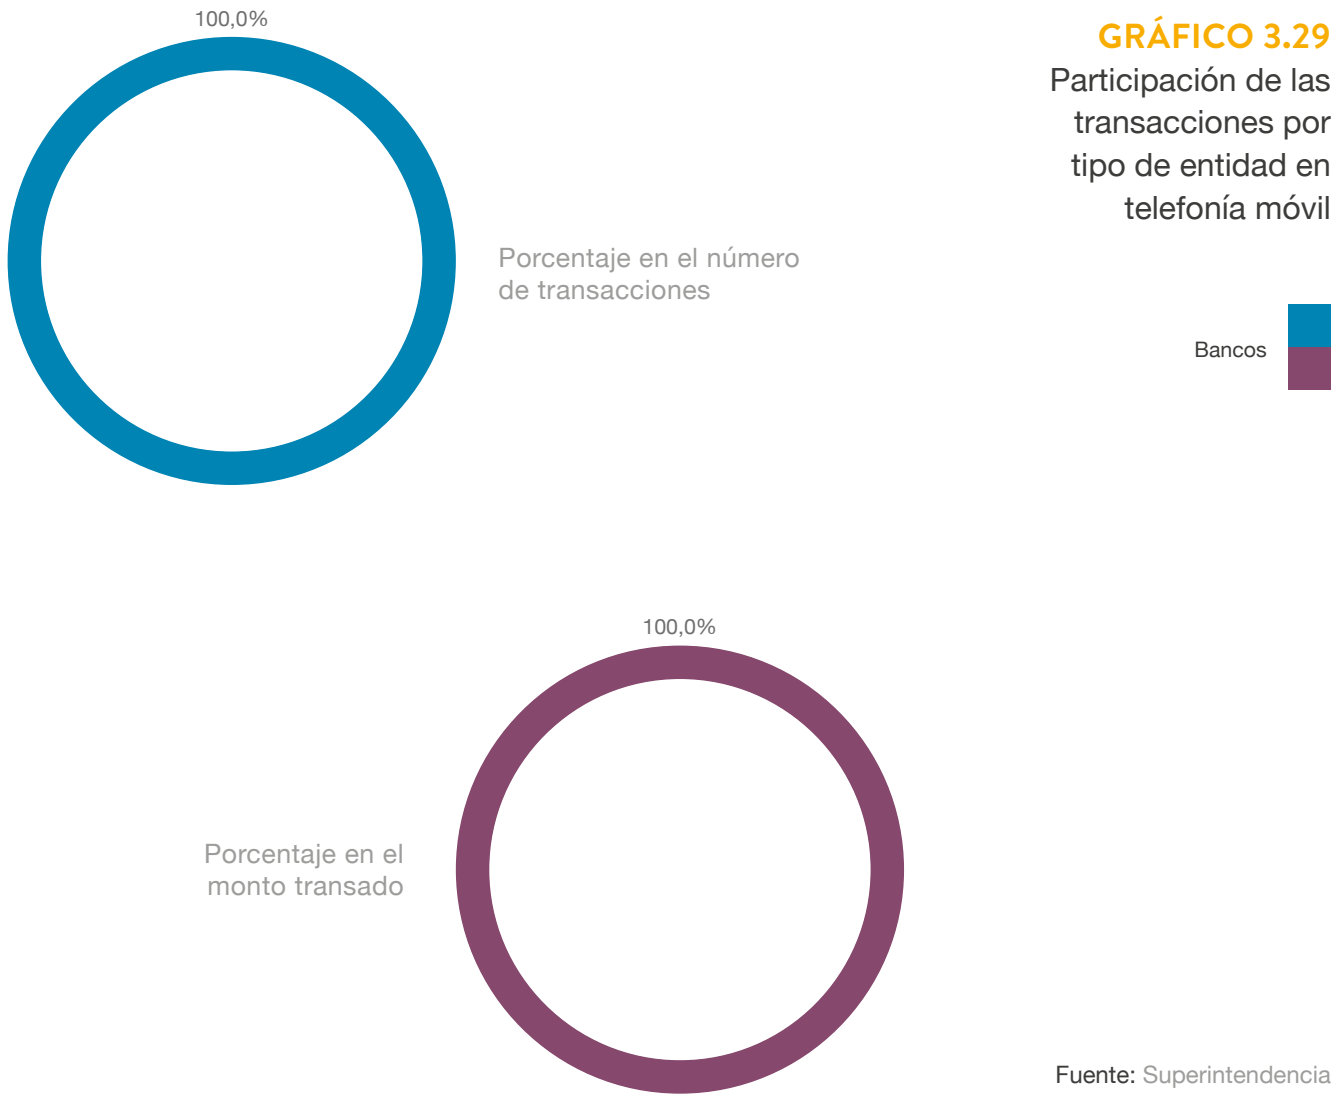 100,0%
GRÁFICO 3.29
Participación de las
transacciones por
tipo de entidad en
telefonía móvil
Porcentaje en el número
de transacciones
Bancos
100,0%
Porcentaje en el
monto transado
Fuente: Superintendencia